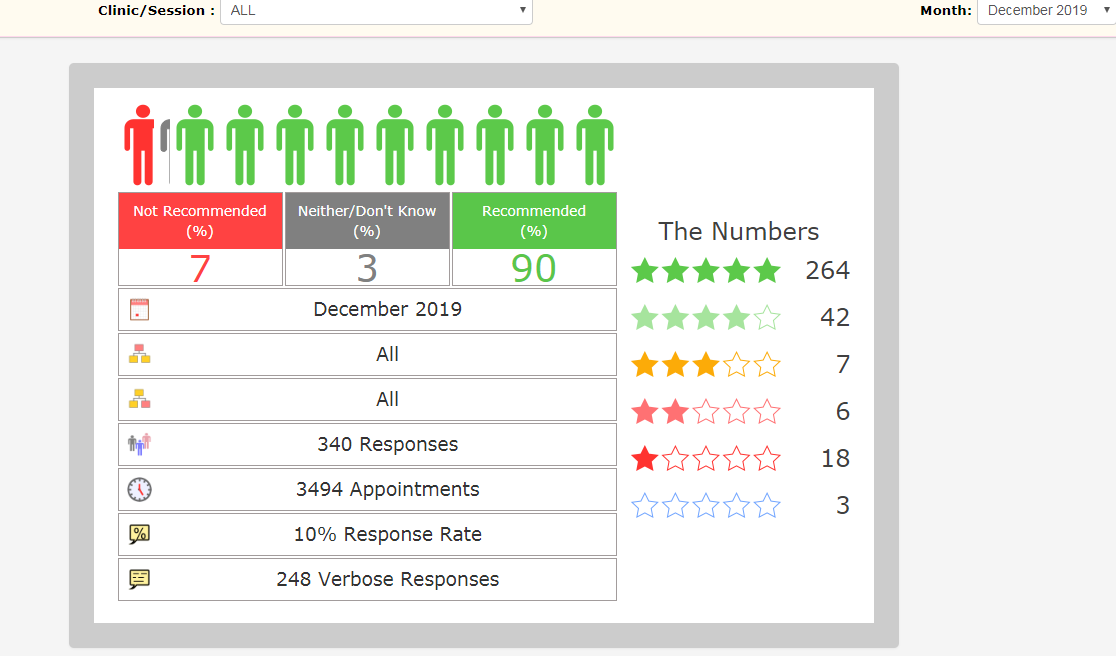 Clinic/Session : ALL
Month: December 2019
Not Recommended (%)
Neither/Don't Know (%)
Recommended (%)
7
3
90
December 2019
All
All
340 Responses
3494 Appointments
10% Response Rate
248 Verbose Responses
The Numbers
264
42
7
6
18
3